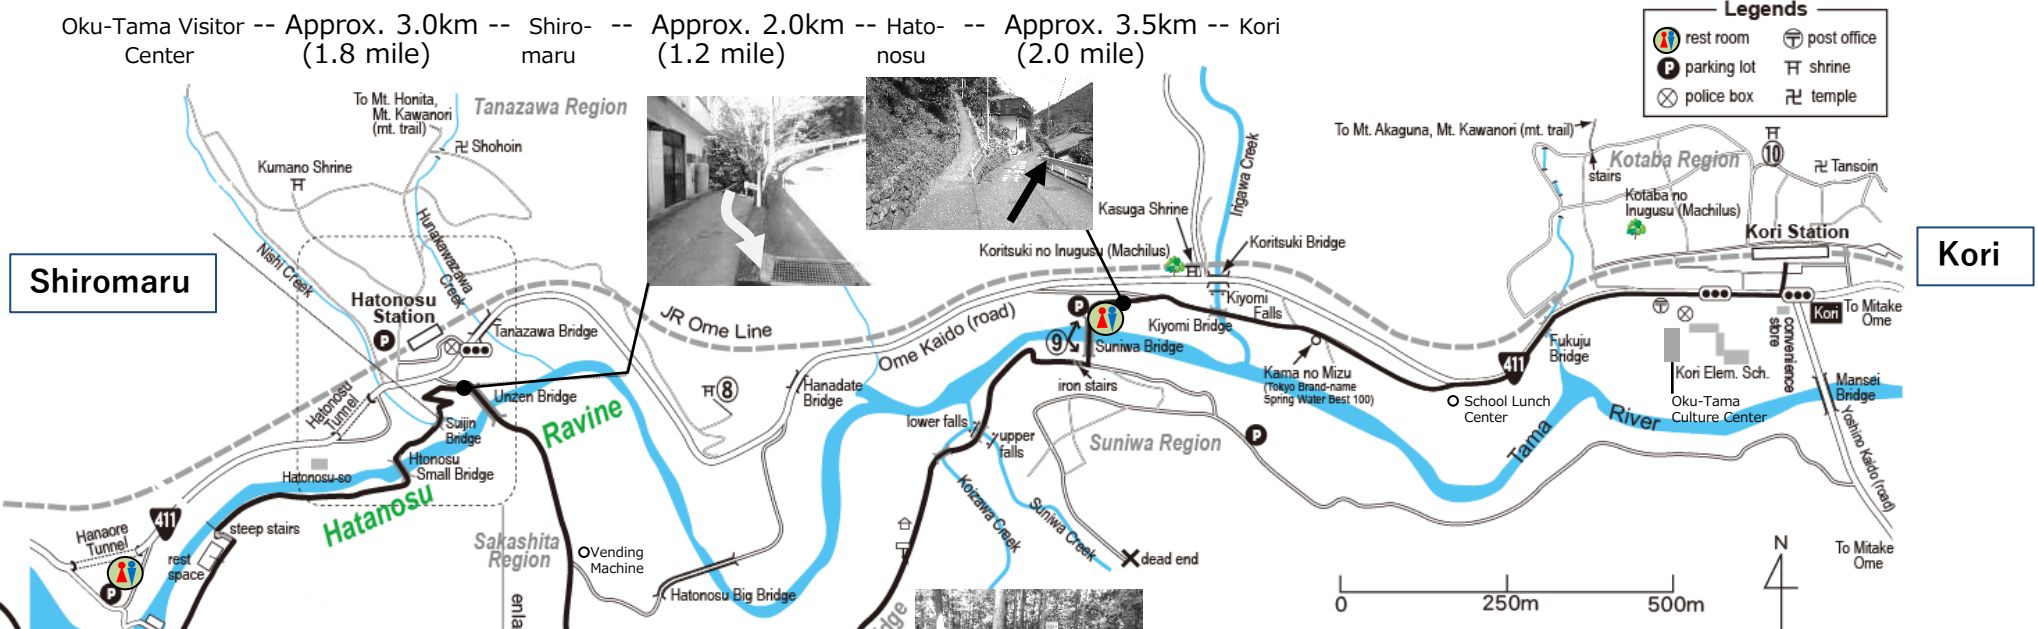 Oku-Tama Visitor -- Approx. 3.0km -- Shiro- -- Approx. 2.0km -- Hato- -- Approx. 3.5km -- Kori
Center (1.8 mile) maru (1.2 mile) nosu (2.0 mile)
Legends
rest room
post office
P parking lot
shrine
police box
卍 temple
To Mt. Honita,
Mt. Kawanori
(mt. trail)
Tanazawa Region
卍 Shohoin
Kumano Shrine
Hunakawazawa
Creek
Nishi Creek
Shiromaru
Hatonosu
Station
P
Tanazawa Bridge
JR Ome Line
Hatonosu
Tunnel
Unzen Bridge
Ravine
Suijin
Bridge
Htonosu
Small Bridge
Hatonosu-so
Hatanosu
411
Hanaore
Tunnel
steep stairs
rest
space
P
Sakashita
Region
Vending
Machine
enla
Hatonosu Big Bridge
8
Hanadate
Bridge
Ome Kaido (road)
Kasuga Shrine
Koritsuki no Inugusu (Machilus)
Irigawa Creek
Koritsuki Bridge
Kiyomi
Falls
Kiyomi Bridge
P
9
Suniwa Bridge
iron stairs
Kama no Mizu
(Tokyo Brand-name
Spring Water Best 100)
lower falls
upper
falls
Suniwa Region
P
Koizawa Creek
Suniwa Creek
dead end
dge
To Mt. Akaguna, Mt. Kawanori (mt. trail)
stairs
Kotaba Region
10
卍 Tansoin
Kotaba no
Inugusu (Machilus)
Kori Station
Kori
Kori
To Mitake
Ome
convenience
store
Fukuju
Bridge
411
School Lunch
Center
Kori Elem. Sch.
Oku-Tama
Culture Center
Mansei
Bridge
Tama
River
Yoshino Kaido (road)
To Mitake
Ome
N
0 250m 500m